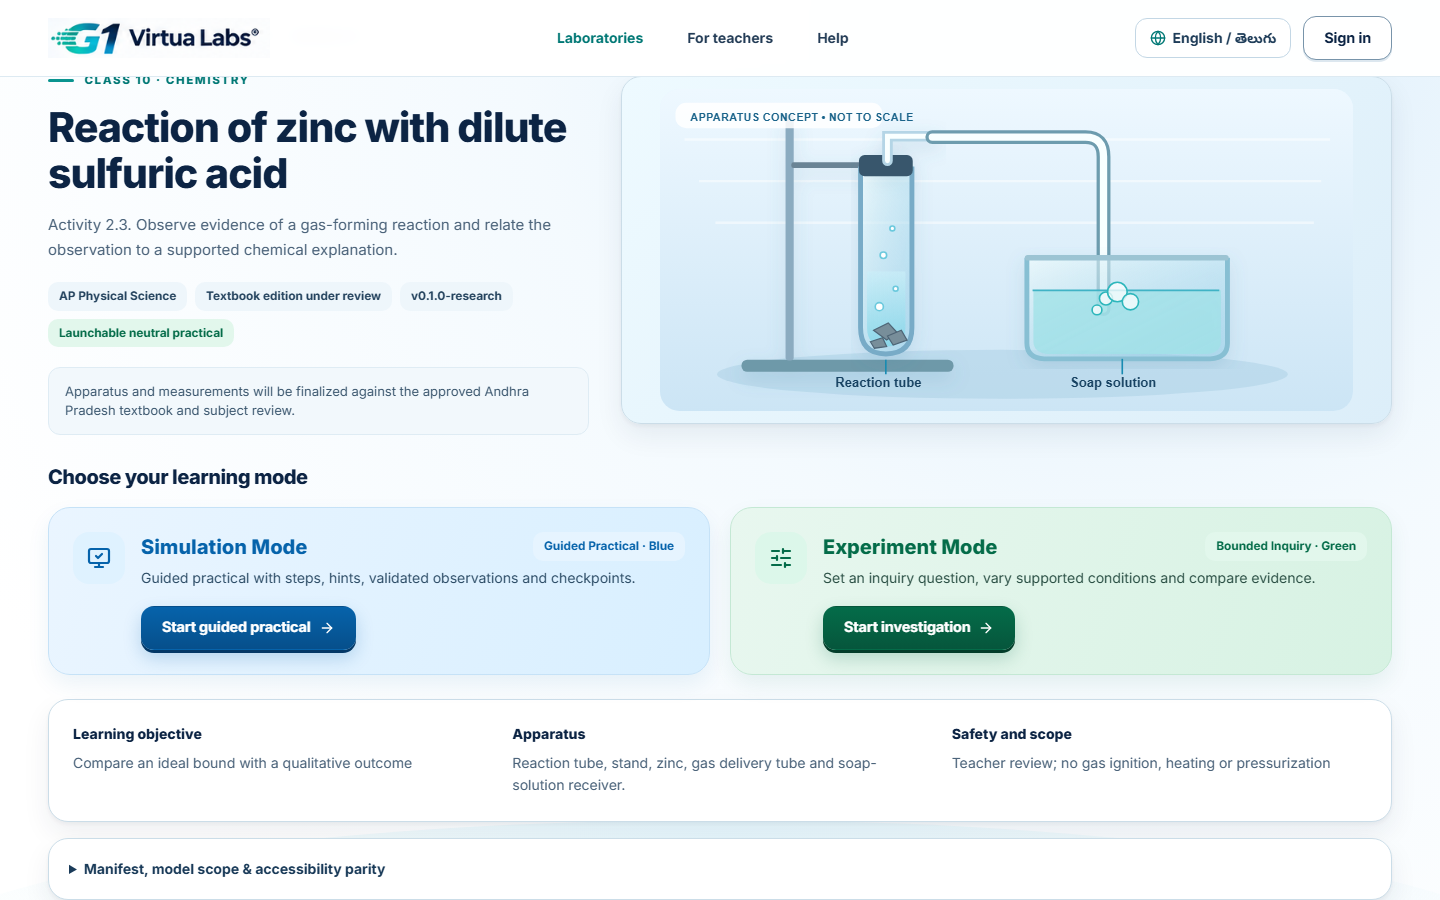 G1 Virtua Labs®
Laboratories
For teachers
Help
English / తెలుగు
Sign in
CLASS 10 · CHEMISTRY
Reaction of zinc with dilute
sulfuric acid
Activity 2.3. Observe evidence of a gas-forming reaction and relate the
observation to a supported chemical explanation.
AP Physical Science
Textbook edition under review
v0.1.0-research
Launchable neutral practical
Apparatus and measurements will be finalized against the approved Andhra
Pradesh textbook and subject review.
APPARATUS CONCEPT • NOT TO SCALE
Reaction tube
Soap solution
Choose your learning mode
Simulation Mode
Guided Practical · Blue
Guided practical with steps, hints, validated observations and checkpoints.
Start guided practical →
Experiment Mode
Bounded Inquiry · Green
Set an inquiry question, vary supported conditions and compare evidence.
Start investigation →
Learning objective
Compare an ideal bound with a qualitative outcome
Apparatus
Reaction tube, stand, zinc, gas delivery tube and soap-
solution receiver.
Safety and scope
Teacher review; no gas ignition, heating or pressurization
Manifest, model scope & accessibility parity